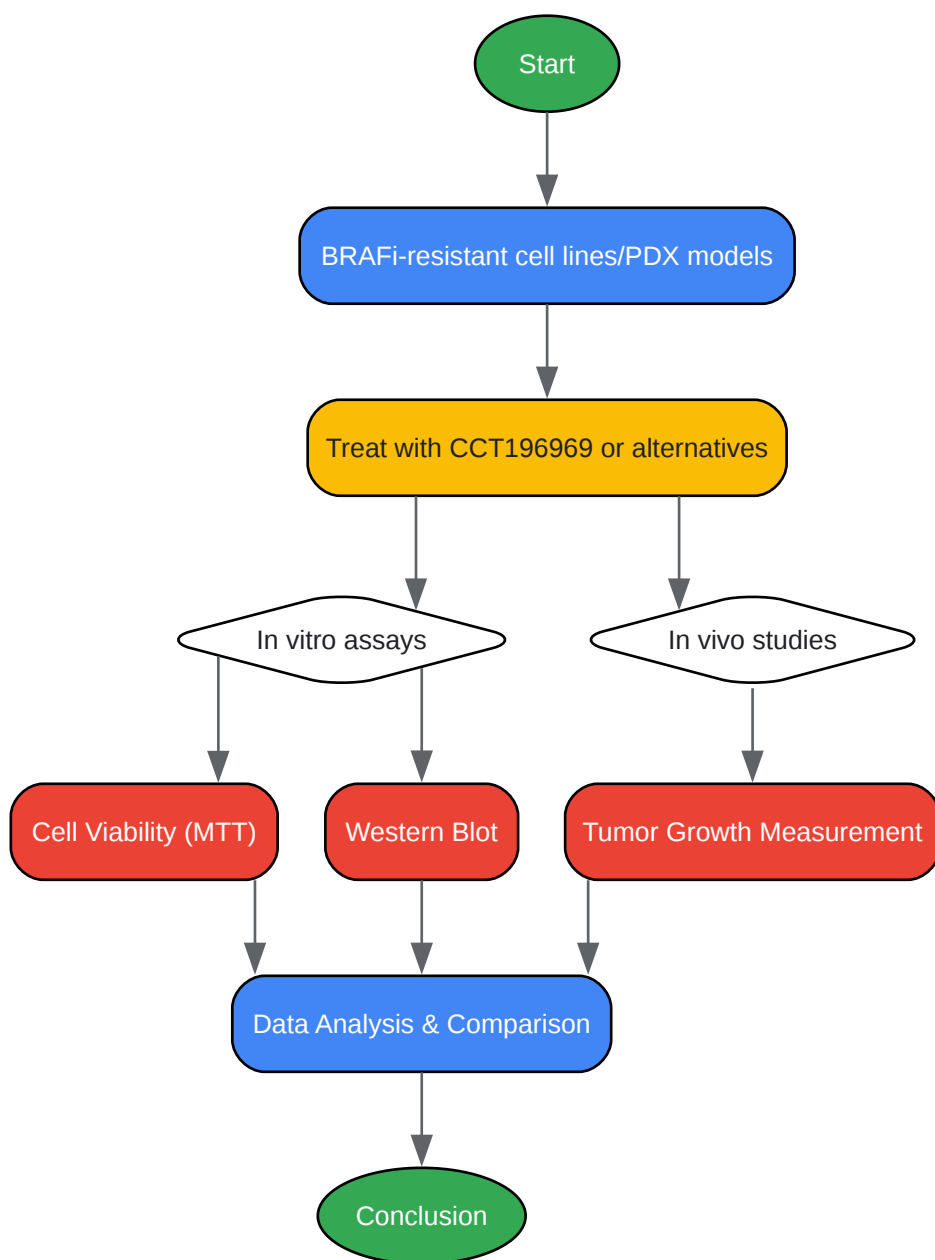 Start
BRAFi-resistant cell lines/PDX models
Treat with CCT196969 or alternatives
In vitro assays
In vivo studies
Cell Viability (MTT)
Western Blot
Tumor Growth Measurement
Data Analysis & Comparison
Conclusion